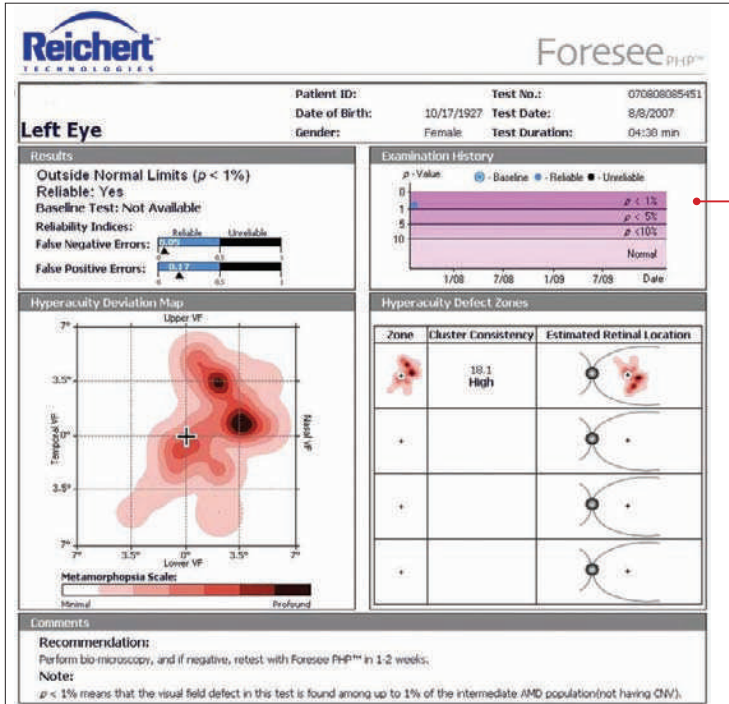 Reichert
TECHNOLOGIES
Foresee PHP™
Patient ID: Test No.: 070808085451
Date of Birth: 10/17/1927 Test Date: 8/8/2007
Left Eye Gender: Female Test Duration: 04:38 min
Results
Outside Normal Limits (p < 1%)
Reliable: Yes
Baseline Test: Not Available
Reliability Indices: Reliable Unreliable
False Negative Errors: 0.05
0 0.5 1
False Positive Errors: 0.17
0 0.5 1
Examination History
p - Value - Baseline - Reliable - Unreliable
0
p < 1%
1
p < 5%
5
p <10%
10
Normal
1/08 7/08 1/09 7/09 Date
Hyperacuity Deviation Map
Upper VF
7°
3.5°
Temporal VF 0° Nasal VF
3.5°
7°
7° 3.5° 0° 3.5° 7°
Lower VF
Metamorphopsia Scale:
Minimal Profound
Hyperacuity Defect Zones
Zone Cluster Consistency Estimated Retinal Location
18.1
High
Comments
Recommendation:
Perform bio-microscopy, and if negative, retest with Foresee PHP™ in 1-2 weeks.
Note:
p < 1% means that the visual field defect in this test is found among up to 1% of the intermediate AMD population(not having CNV).